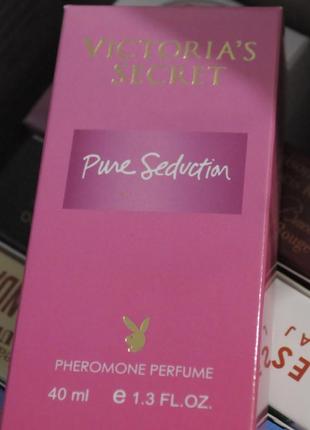 VICTORIA'S
SECRET
Pure Seduction
PHEROMONE PERFUME
40 ml e 1.3 FL.OZ.